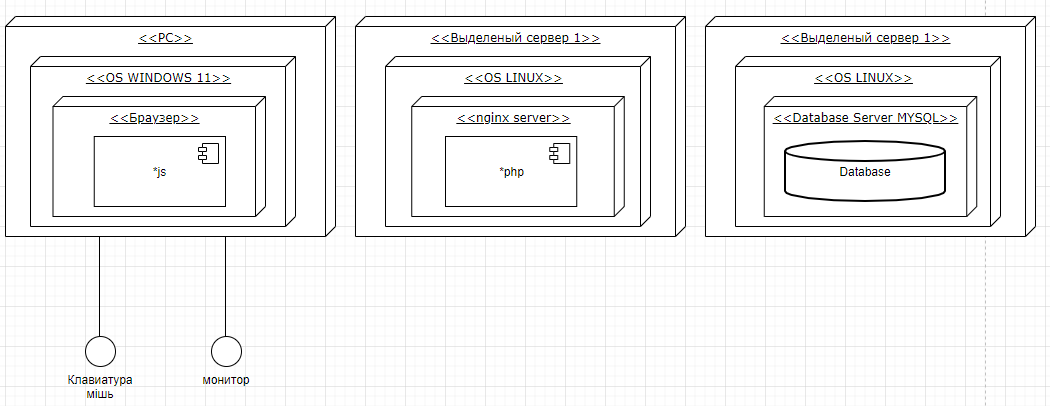 <<PC>>
<<OS WINDOWS 11>>
<<Браузер>>
*js
Клавиатура
мішь
монитор
<<Выделеный сервер 1>>
<<OS LINUX>>
<<nginx server>>
*php
<<Выделеный сервер 1>>
<<OS LINUX>>
<<Database Server MYSQL>>
Database